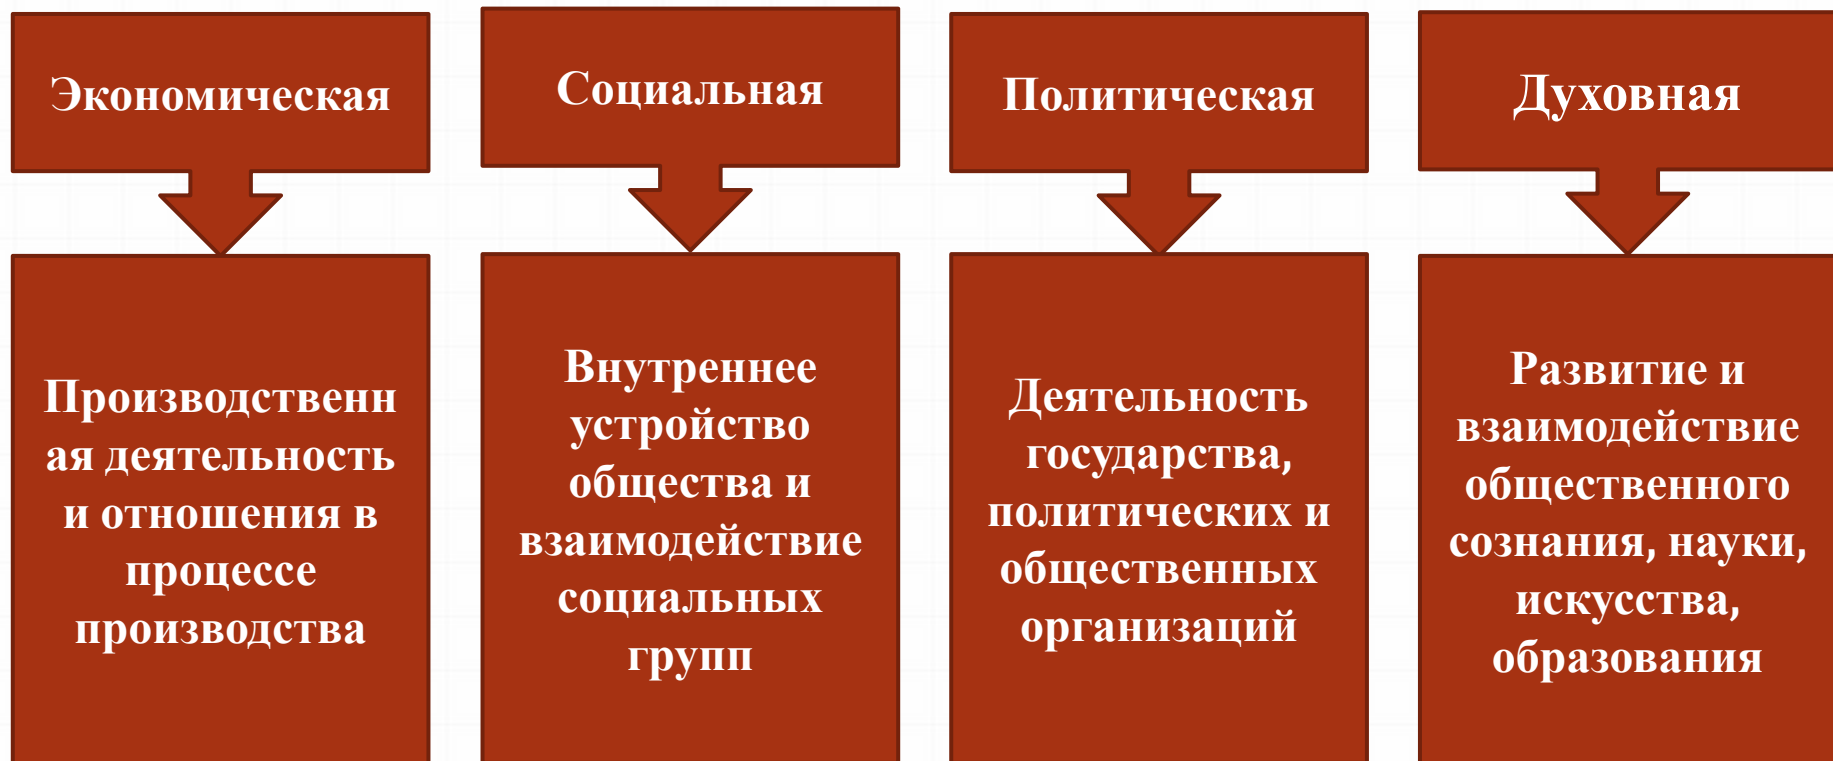 Экономическая
Социальная
Политическая
Духовная
Производственн
ая деятельность
и отношения в
процессе
производства
Внутреннее
устройство
общества и
взаимодействие
социальных
групп
Деятельность
государства,
политических и
общественных
организаций
Развитие и
взаимодействие
общественного
сознания, науки,
искусства,
образования